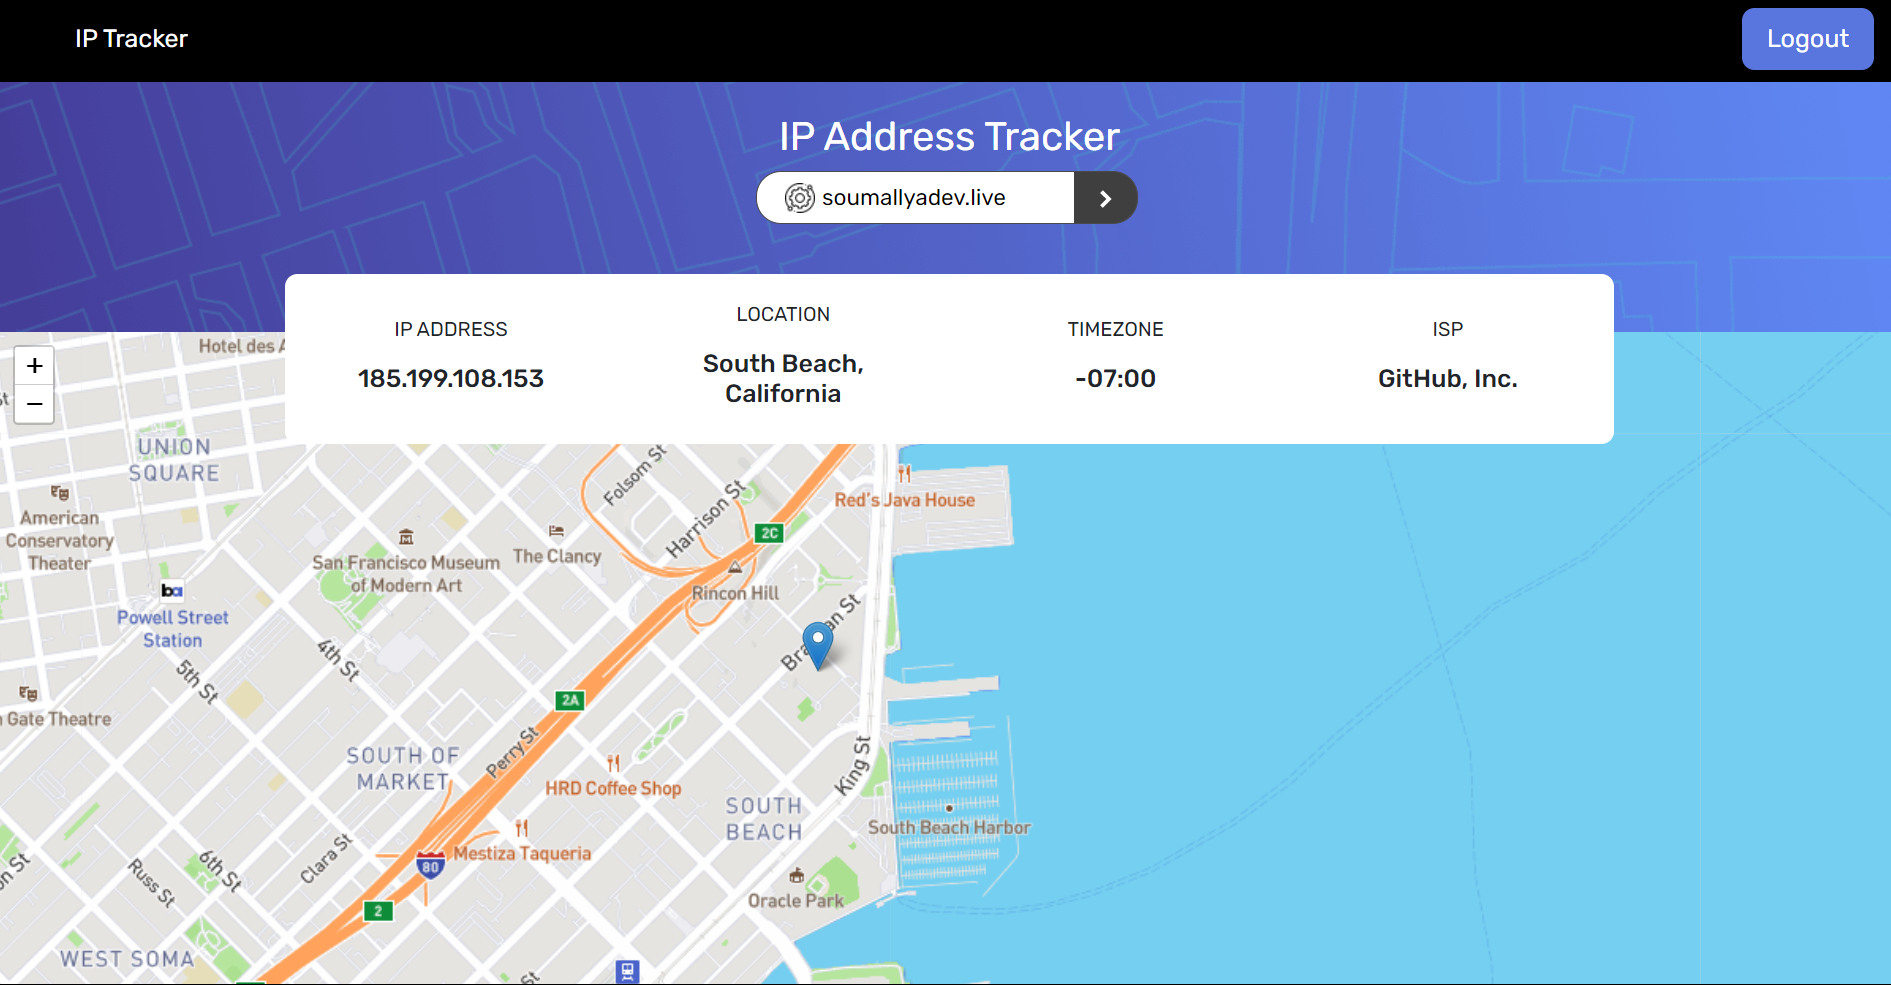 IP Tracker
Logout
IP Address Tracker
soumallyadev.live
IP ADDRESS
185.199.108.153
LOCATION
South Beach,
California
TIMEZONE
-07:00
ISP
GitHub, Inc.
+
−
Hotel des A
UNION
SQUARE
American
Conservatory
Theater
San Francisco Museum
of Modern Art
The Clancy
Folsom St
Harrison St
2C
Red's Java House
Rincon Hill
ba
Powell Street
Station
4th St
5th St
Gate Theatre
2A
Perry St
SOUTH OF
MARKET
HRD Coffee Shop
King St
SOUTH
BEACH
South Beach Harbor
Mestiza Taqueria
80
Clara St
6th St
Russ St
2
Oracle Park
WEST SOMA
St